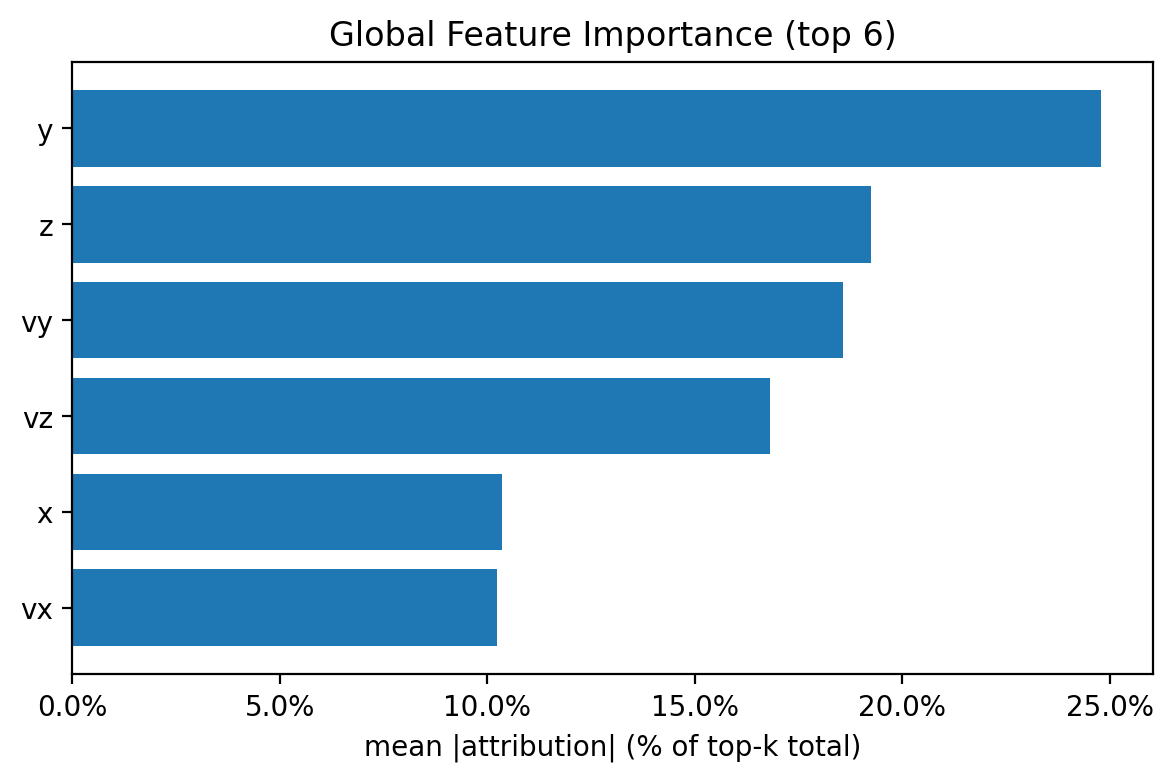 Global Feature Importance (top 6)
y
z
vy
vz
x
vx
0.0% 5.0% 10.0% 15.0% 20.0% 25.0%
mean |attribution| (% of top-k total)